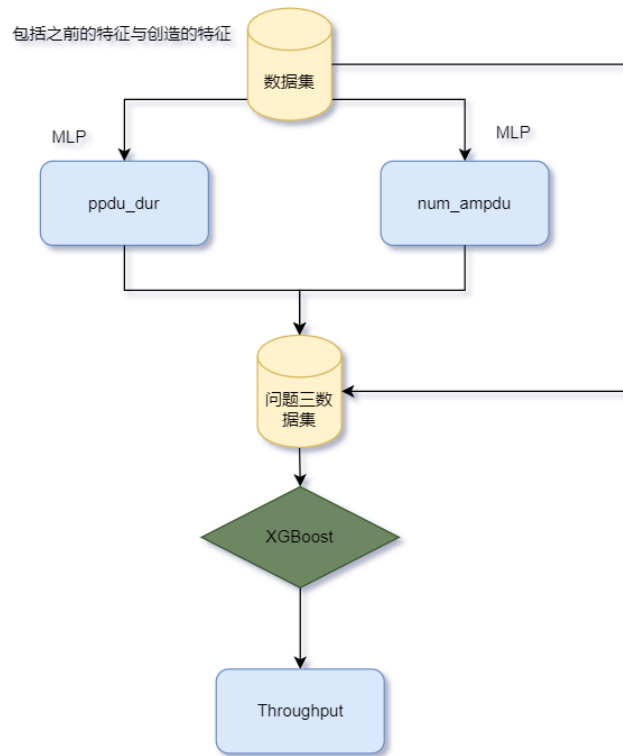 包括之前的特征与创造的特征
数据集
MLP
MLP
ppdu_dur
num_ampdu
问题三数
据集
XGBoost
Throughput